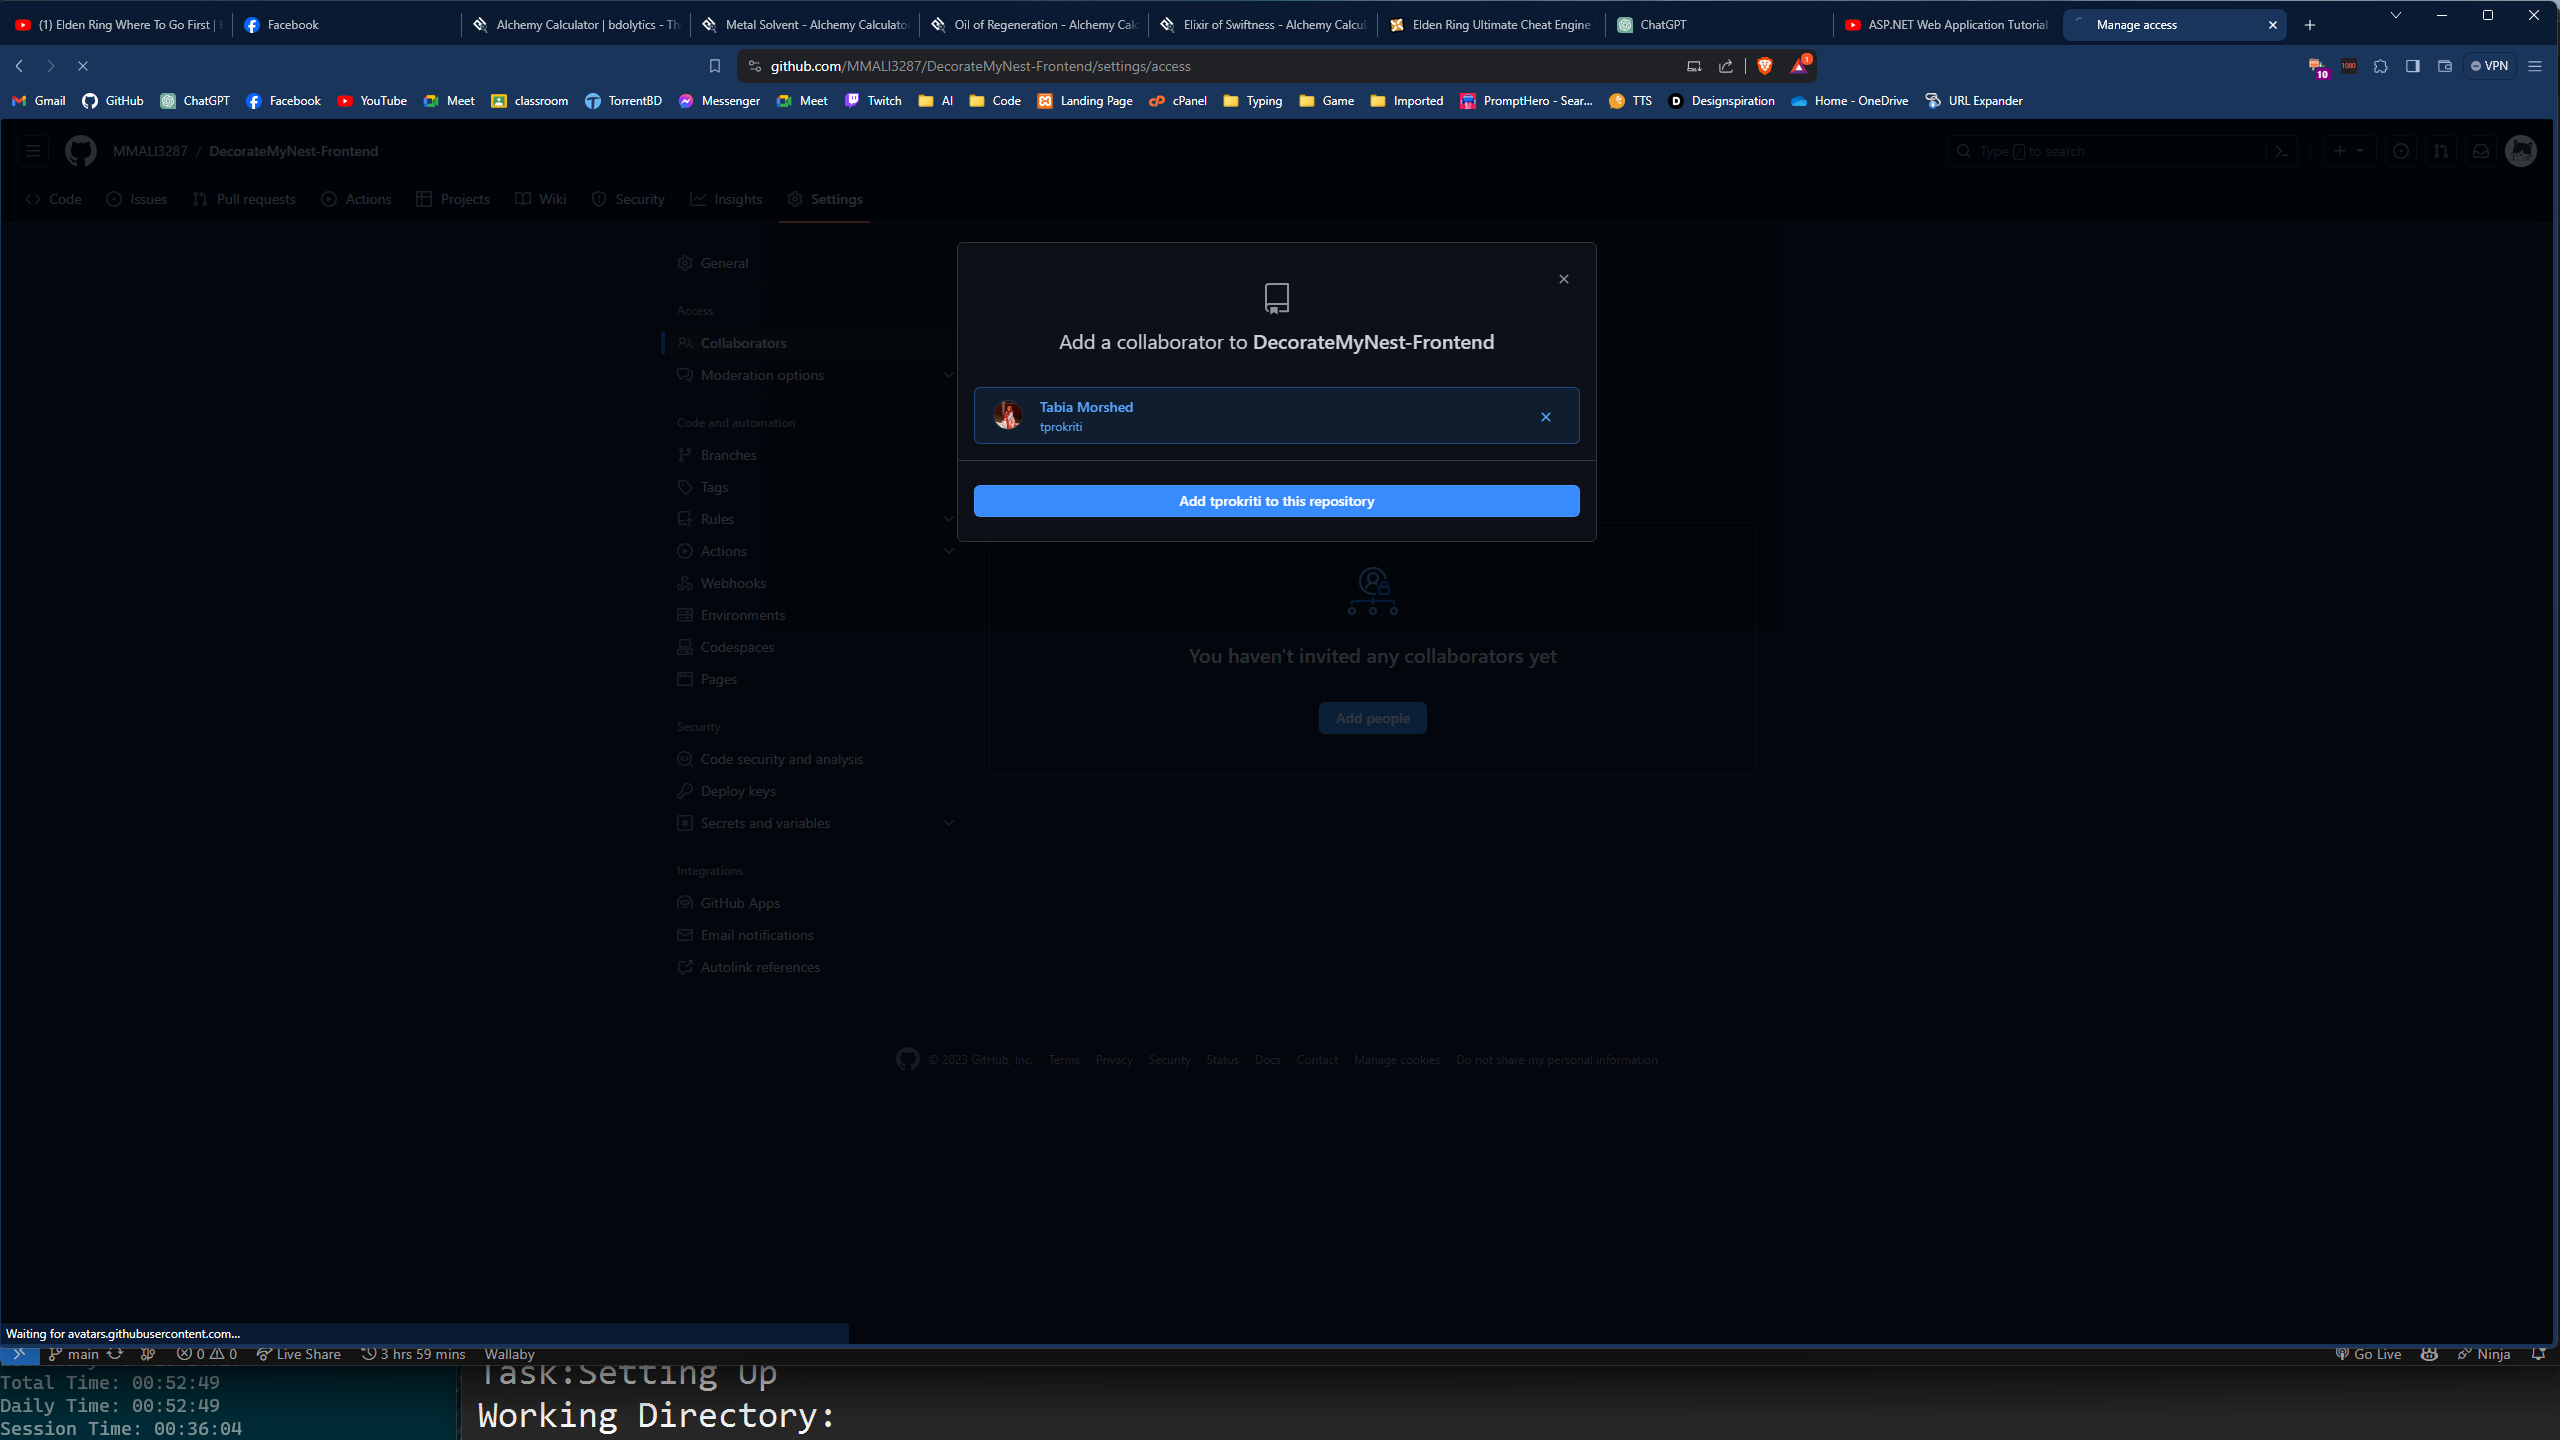 (1) Elden Ring Where To Go First |
Facebook
Alchemy Calculator | bdolytics - Th
Metal Solvent - Alchemy Calculator
Oil of Regeneration - Alchemy Calc
Elixir of Swiftness - Alchemy Calcul
Elden Ring Ultimate Cheat Engine
ChatGPT
ASP.NET Web Application Tutorial
Manage access
github.com/MMALI3287/DecorateMyNest-Frontend/settings/access
1
10
1080
VPN
Gmail GitHub ChatGPT Facebook YouTube Meet classroom TorrentBD Messenger Meet Twitch AI Code Landing Page cPanel Typing Game Imported PromptHero - Sear... TTS Designspiration Home - OneDrive URL Expander
MMALI3287 / DecorateMyNest-Frontend
Type / to search
Code Issues Pull requests Actions Projects Wiki Security Insights Settings
General
Access
Collaborators
Moderation options
Code and automation
Branches
Tags
Rules
Actions
Webhooks
Environments
Codespaces
Pages
Security
Code security and analysis
Deploy keys
Secrets and variables
Integrations
GitHub Apps
Email notifications
Autolink references
Add a collaborator to DecorateMyNest-Frontend
Tabia Morshed
tprokriti
Add tprokriti to this repository
You haven't invited any collaborators yet
Add people
© 2023 GitHub, Inc. Terms Privacy Security Status Docs Contact Manage cookies Do not share my personal information
Waiting for avatars.githubusercontent.com...
main 0 0 Live Share 3 hrs 59 mins Wallaby Go Live Ninja
Total Time: 00:52:49
Daily Time: 00:52:49
Session Time: 00:36:04
Task:Setting Up
Working Directory: